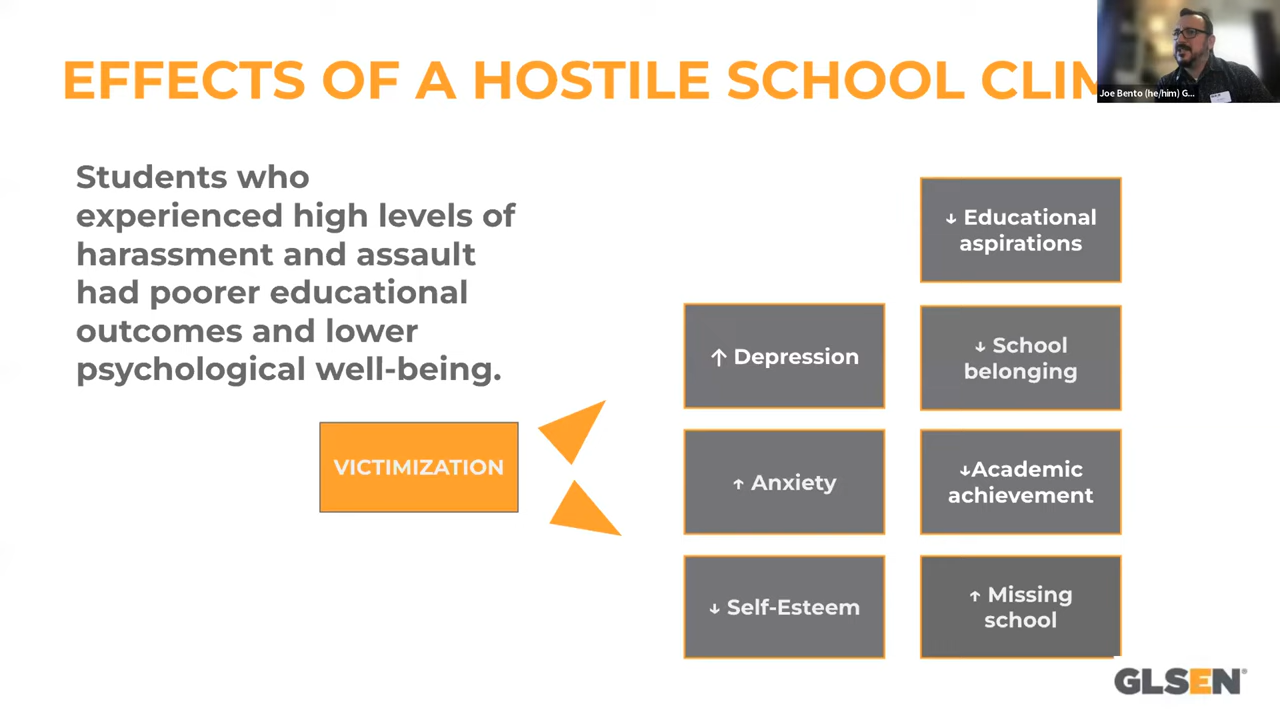 EFFECTS OF A HOSTILE SCHOOL CLIM
Joe Bento (he/him) G...
Students who
experienced high levels of
harassment and assault
had poorer educational
outcomes and lower
psychological well-being.
VICTIMIZATION
↑ Depression
↑ Anxiety
↓ Self-Esteem
↓ Educational
aspirations
↓ School
belonging
↓Academic
achievement
↑ Missing
school
GLSEN®